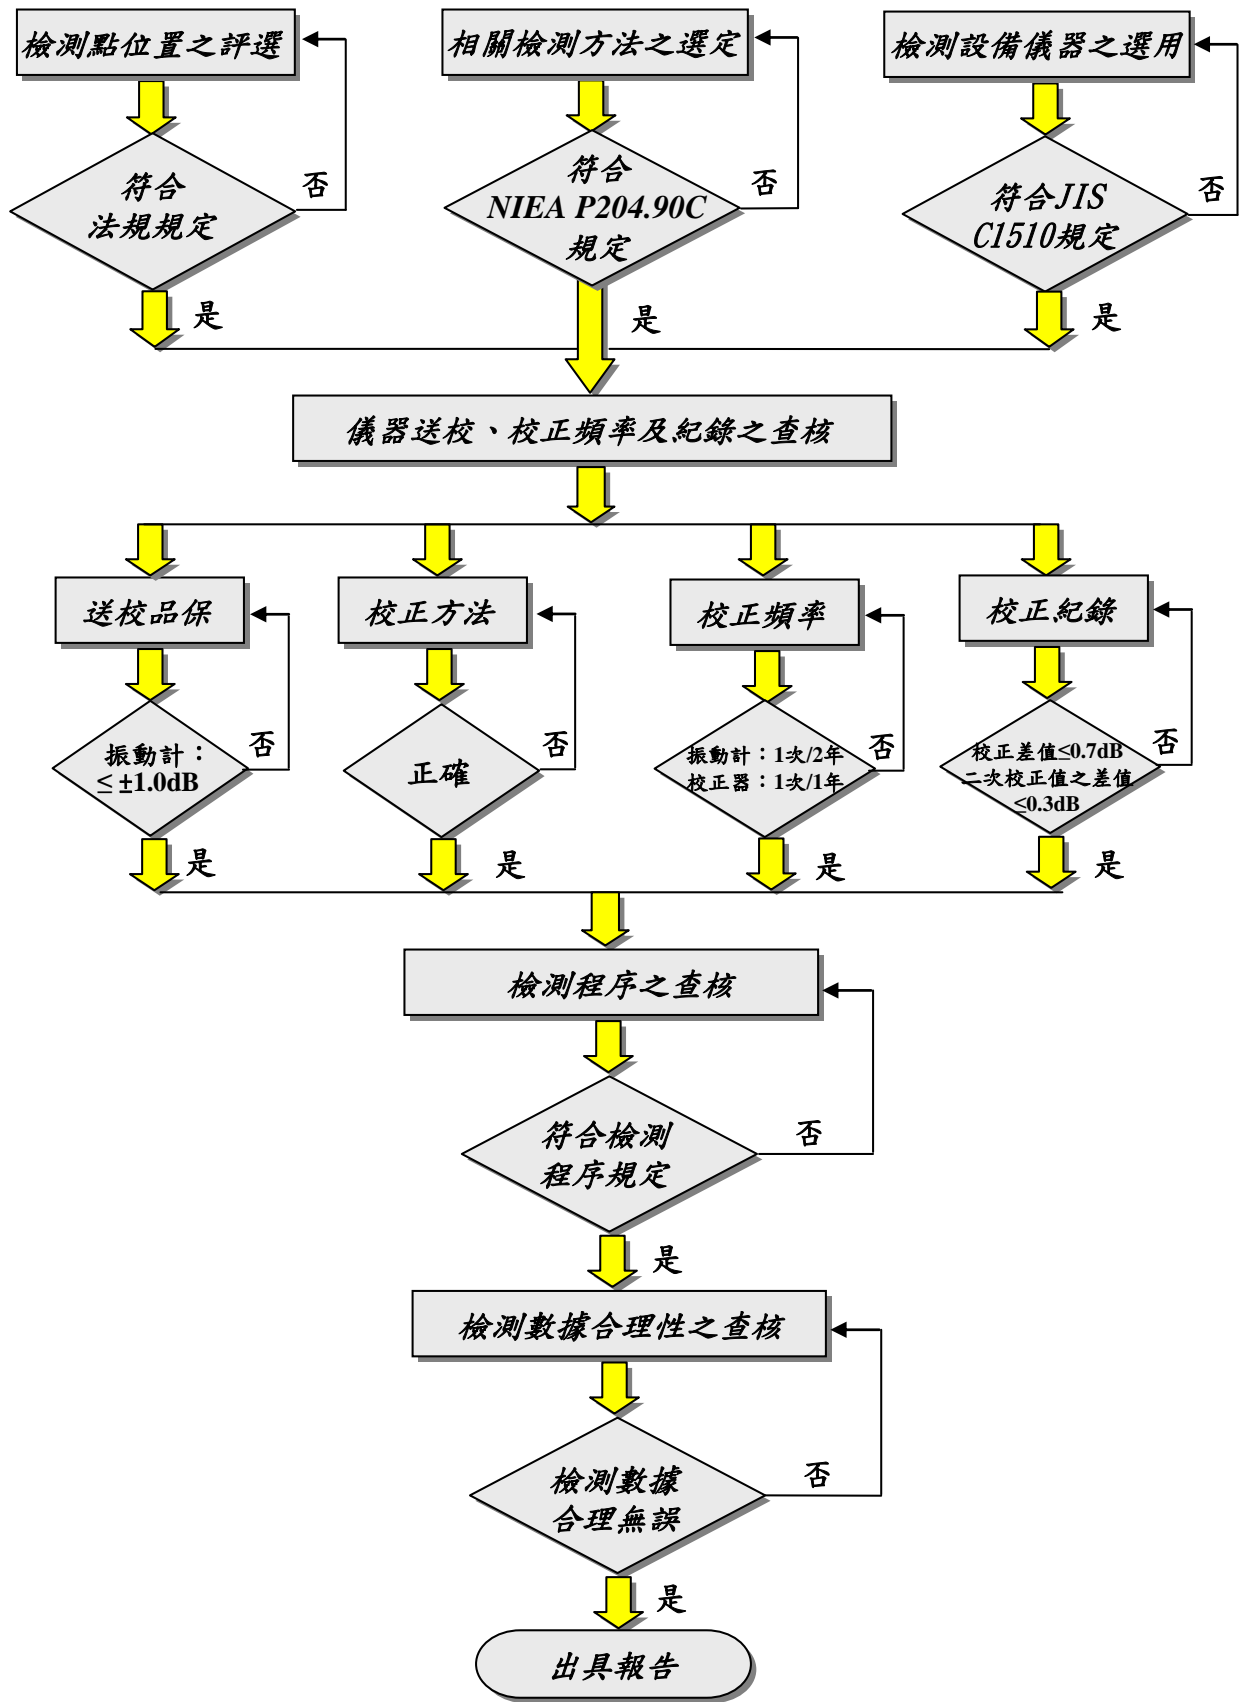 檢測點位置之評選
相關檢測方法之選定
檢測設備儀器之選用
符合
法規規定
否
符合
NIEA P204.90C
規定
否
符合JIS
C1510規定
否
是
是
是
儀器送校、校正頻率及紀錄之查核
送校品保
校正方法
校正頻率
校正紀錄
振動計：
≤ ±1.0dB
否
正確
否
振動計：1次/2年
校正器：1次/1年
否
校正差值≤0.7dB
二次校正值之差值
≤0.3dB
否
是
是
是
是
檢測程序之查核
符合檢測
程序規定
否
是
檢測數據合理性之查核
檢測數據
合理無誤
否
是
出具報告